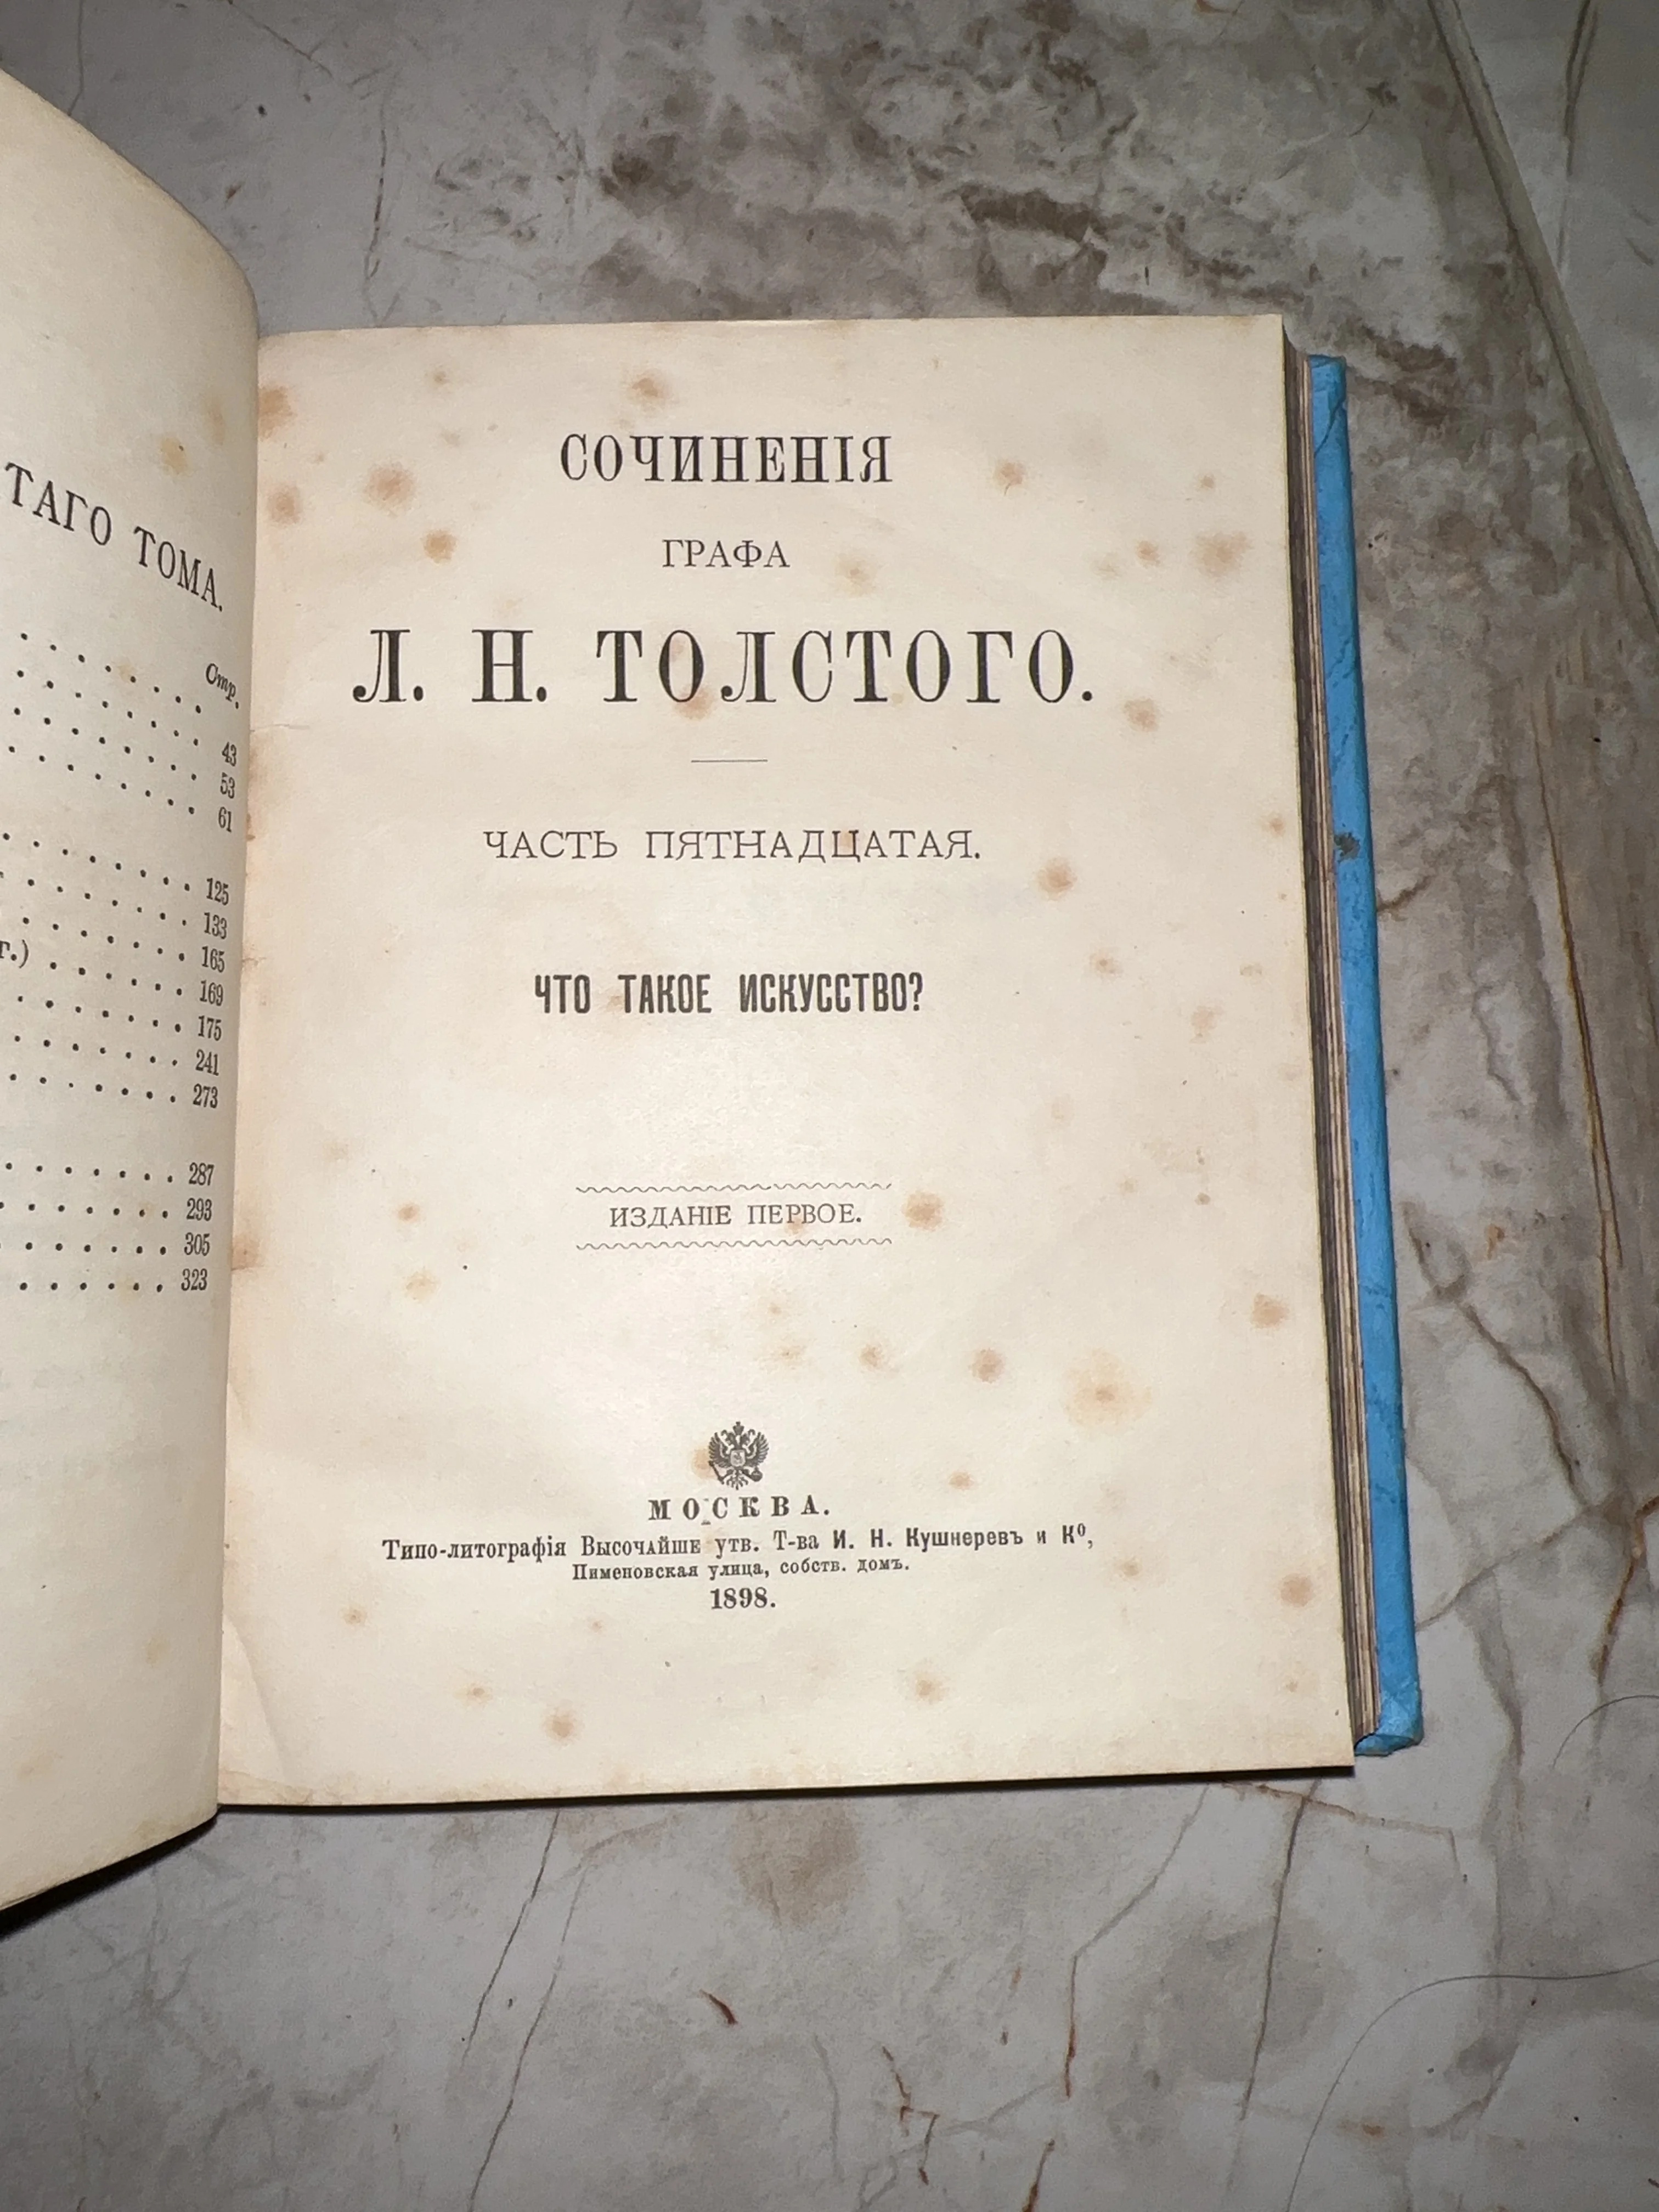 ТАГО ТОМА.
Стр.
43
53
61
125
133
165
г.) 169
175
241
273
287
293
305
323
СОЧИНЕНІЯ
ГРАФА
Л. Н. ТОЛСТОГО.
ЧАСТЬ ПЯТНАДЦАТАЯ.
ЧТО ТАКОЕ ИСКУССТВО?
ИЗДАНІЕ ПЕРВОЕ.
МОСКВА.
Типо-литографія Высочайше утв. Т-ва И. Н. Кушнеревъ и Кº,
Пименовская улица, собств. домъ.
1898.